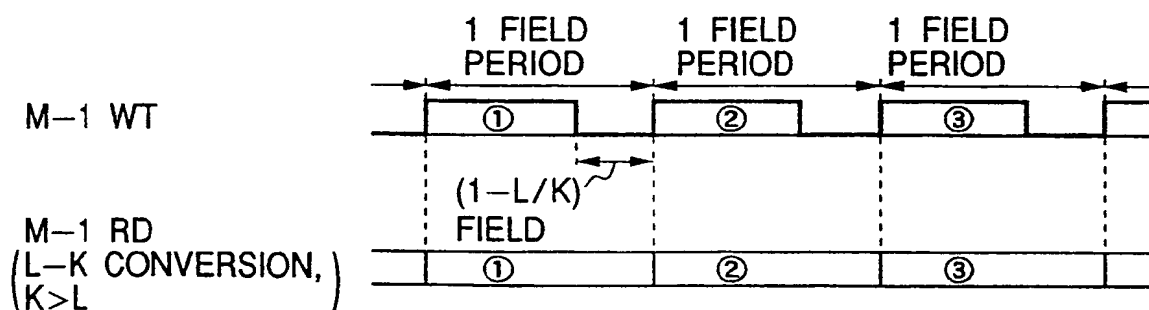 1 FIELD PERIOD
1 FIELD PERIOD
1 FIELD PERIOD
M-1 WT
① ② ③
(1-L/K) FIELD
M-1 RD
(L-K CONVERSION, K>L)
① ② ③